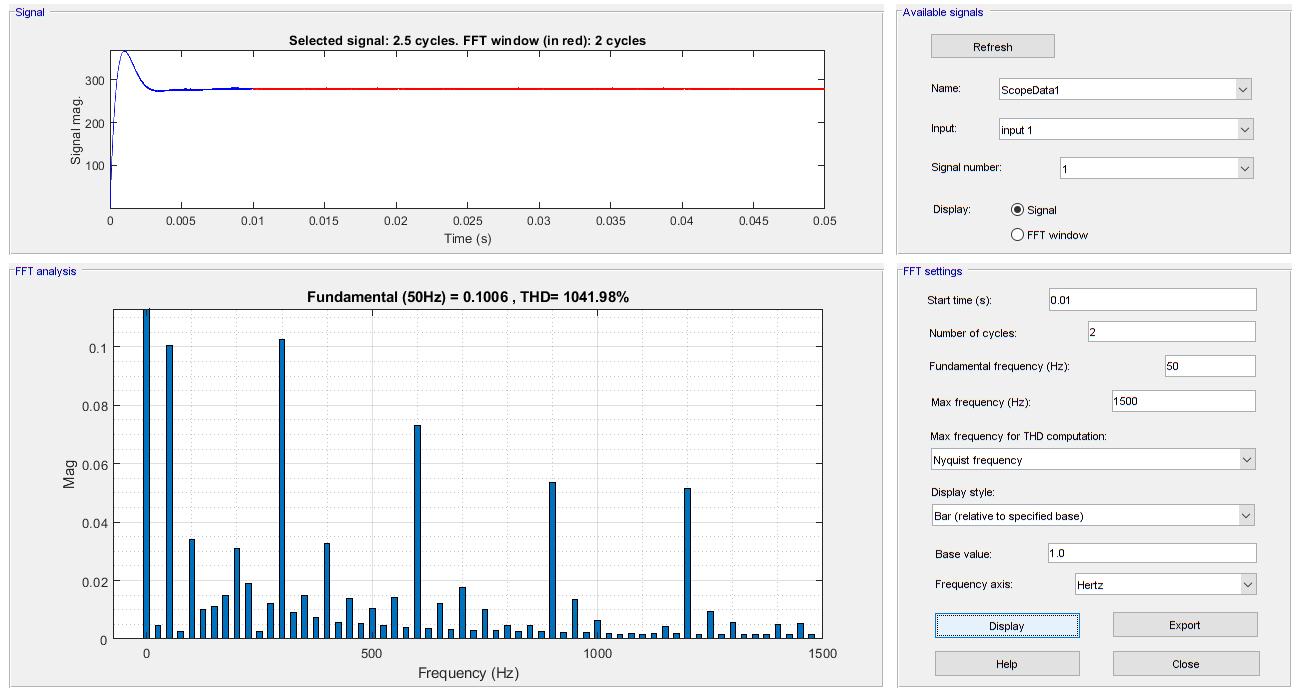 Signal
Selected signal: 2.5 cycles. FFT window (in red): 2 cycles
300
200
100
Signal mag.
0 0.005 0.01 0.015 0.02 0.025 0.03 0.035 0.04 0.045 0.05
Time (s)
Available signals
Refresh
Name: ScopeData1
Input: input 1
Signal number: 1
Display: Signal
FFT window
FFT analysis
Fundamental (50Hz) = 0.1006 , THD= 1041.98%
0.1
0.08
0.06
0.04
0.02
0
Mag
0 500 1000 1500
Frequency (Hz)
FFT settings
Start time (s): 0.01
Number of cycles: 2
Fundamental frequency (Hz): 50
Max frequency (Hz): 1500
Max frequency for THD computation:
Nyquist frequency
Display style:
Bar (relative to specified base)
Base value: 1.0
Frequency axis: Hertz
Display Export
Help Close